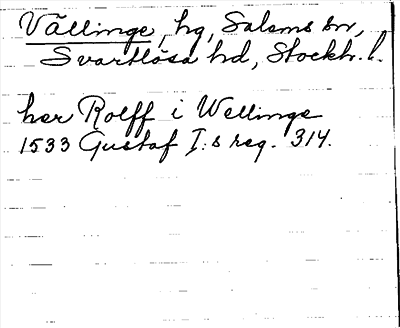 Vällinge, hg, Salems sn,
Svartlösa hd, Stockh. l.
her Rolff i Wellinge
1533 Gustaf I:s reg. 314.